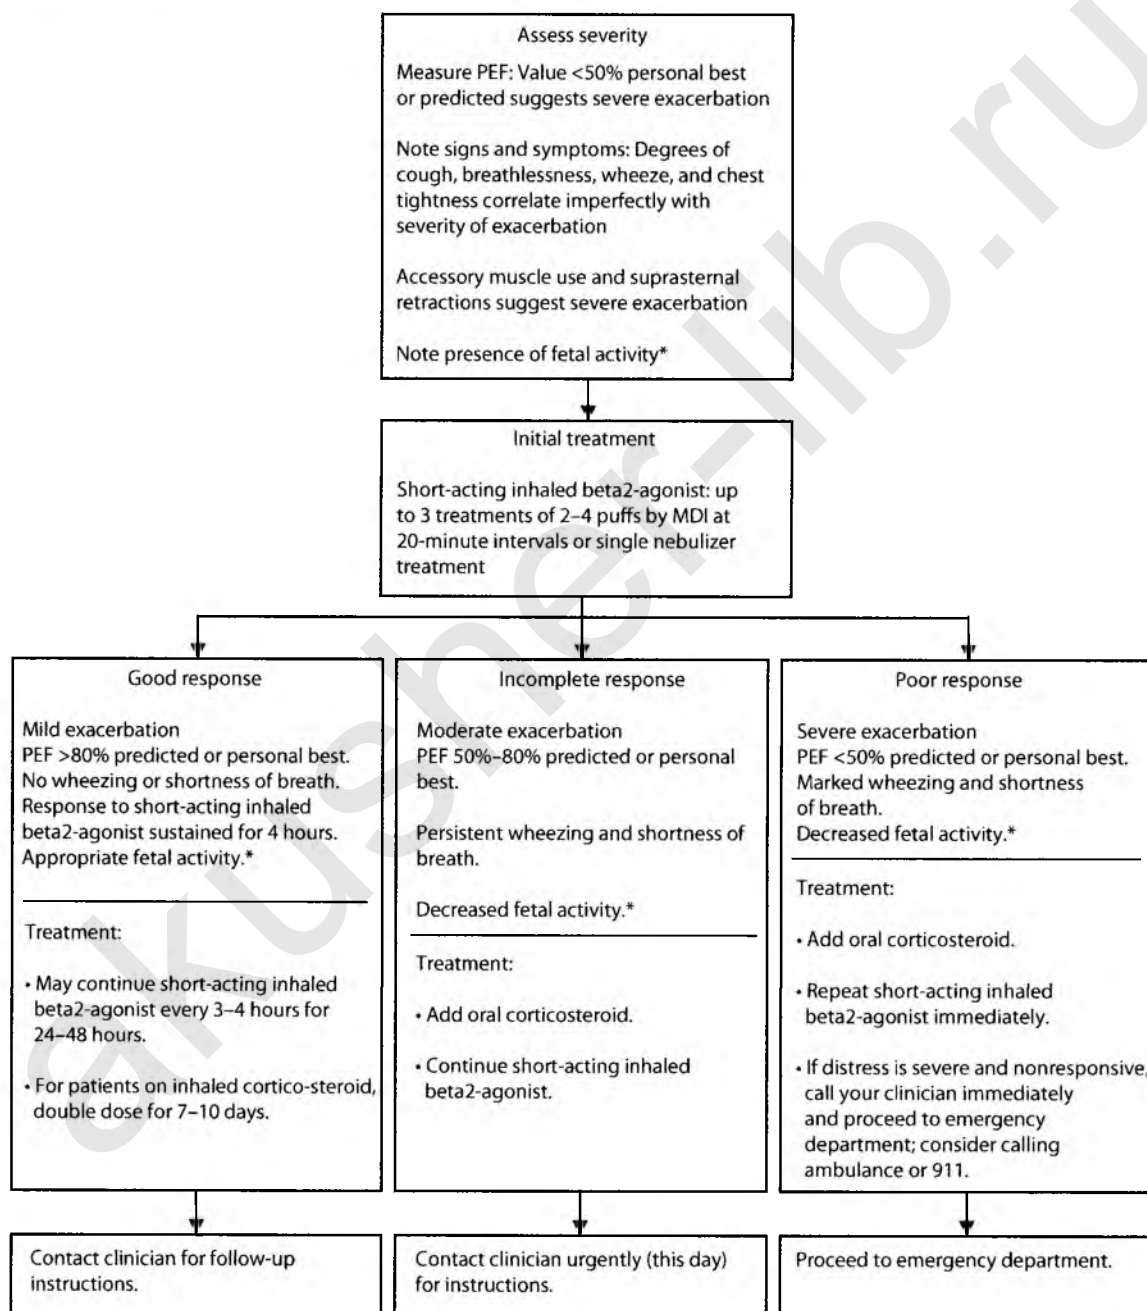 Assess severity
Measure PEF: Value <50% personal best
or predicted suggests severe exacerbation
Note signs and symptoms: Degrees of
cough, breathlessness, wheeze, and chest
tightness correlate imperfectly with
severity of exacerbation
Accessory muscle use and suprasternal
retractions suggest severe exacerbation
Note presence of fetal activity*
Initial treatment
Short-acting inhaled beta2-agonist: up
to 3 treatments of 2–4 puffs by MDI at
20-minute intervals or single nebulizer
treatment
Good response
Mild exacerbation
PEF >80% predicted or personal best.
No wheezing or shortness of breath.
Response to short-acting inhaled
beta2-agonist sustained for 4 hours.
Appropriate fetal activity.*
Treatment:
• May continue short-acting inhaled
beta2-agonist every 3–4 hours for
24–48 hours.
• For patients on inhaled cortico-steroid,
double dose for 7–10 days.
Contact clinician for follow-up
instructions.
Incomplete response
Moderate exacerbation
PEF 50%–80% predicted or personal
best.
Persistent wheezing and shortness of
breath.
Decreased fetal activity.*
Treatment:
• Add oral corticosteroid.
• Continue short-acting inhaled
beta2-agonist.
Contact clinician urgently (this day)
for instructions.
Poor response
Severe exacerbation
PEF <50% predicted or personal best.
Marked wheezing and shortness
of breath.
Decreased fetal activity.*
Treatment:
• Add oral corticosteroid.
• Repeat short-acting inhaled
beta2-agonist immediately.
• If distress is severe and nonresponsive,
call your clinician immediately
and proceed to emergency
department; consider calling
ambulance or 911.
Proceed to emergency department.
akusher-lib.ru